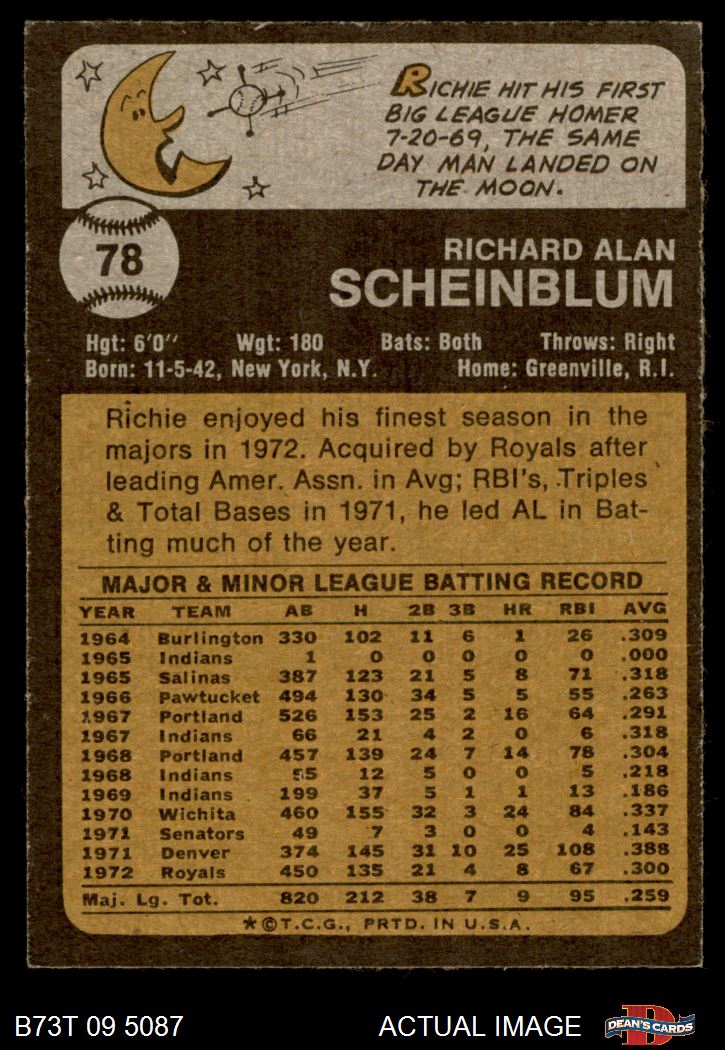 RICHIE HIT HIS FIRST
BIG LEAGUE HOMER
7-20-69, THE SAME
DAY MAN LANDED ON
THE MOON.
78
RICHARD ALAN
SCHEINBLUM
Hgt: 6'0" Wgt: 180 Bats: Both Throws: Right
Born: 11-5-42, New York, N.Y. Home: Greenville, R.I.
Richie enjoyed his finest season in the
majors in 1972. Acquired by Royals after
leading Amer. Assn. in Avg; RBI's, Triples
& Total Bases in 1971, he led AL in Bat-
ting much of the year.
MAJOR & MINOR LEAGUE BATTING RECORD
YEAR TEAM AB H 2B 3B HR RBI AVG
1964 Burlington 330 102 11 6 1 26 .309
1965 Indians 1 0 0 0 0 0 .000
1965 Salinas 387 123 21 5 8 71 .318
1966 Pawtucket 494 130 34 5 5 55 .263
1967 Portland 526 153 25 2 16 64 .291
1967 Indians 66 21 4 2 0 6 .318
1968 Portland 457 139 24 7 14 78 .304
1968 Indians 55 12 5 0 0 5 .218
1969 Indians 199 37 5 1 1 13 .186
1970 Wichita 460 155 32 3 24 84 .337
1971 Senators 49 7 3 0 0 4 .143
1971 Denver 374 145 31 10 25 108 .388
1972 Royals 450 135 21 4 8 67 .300
Maj. Lg. Tot. 820 212 38 7 9 95 .259
*©T.C.G., PRTD. IN U.S.A.
B73T 09 5087 ACTUAL IMAGE
D
DEAN'S CARDS